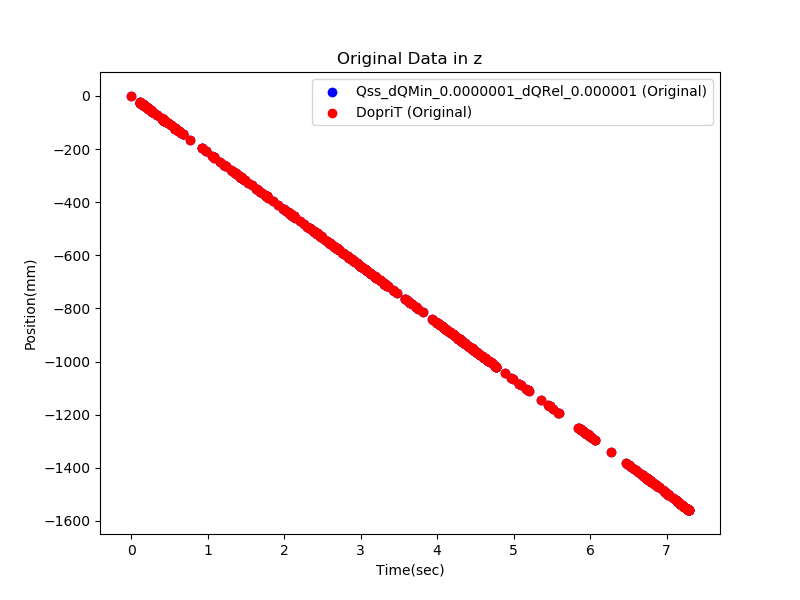 Original Data in z
Qss_dQMin_0.0000001_dQRel_0.000001 (Original)
DopriT (Original)
Position(mm)
0
−200
−400
−600
−800
−1000
−1200
−1400
−1600
0 1 2 3 4 5 6 7
Time(sec)